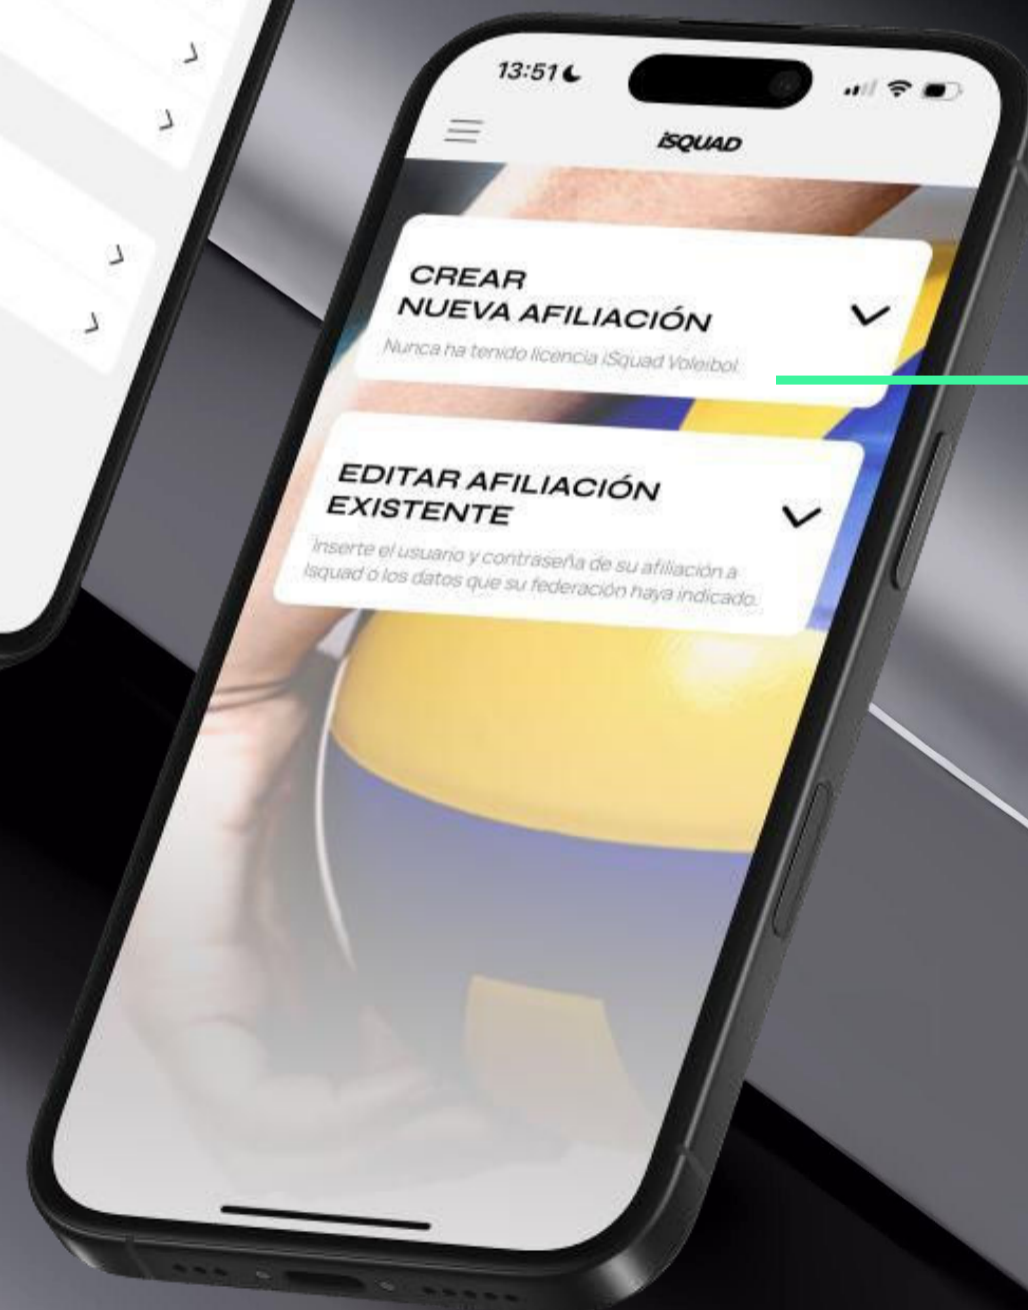 13:51
iSQUAD
CREAR
NUEVA AFILIACIÓN
Nunca ha tenido licencia iSquad Voleibol.
EDITAR AFILIACIÓN
EXISTENTE
Inserte el usuario y contraseña de su afiliación a
Isquad o los datos que su federación haya indicado.